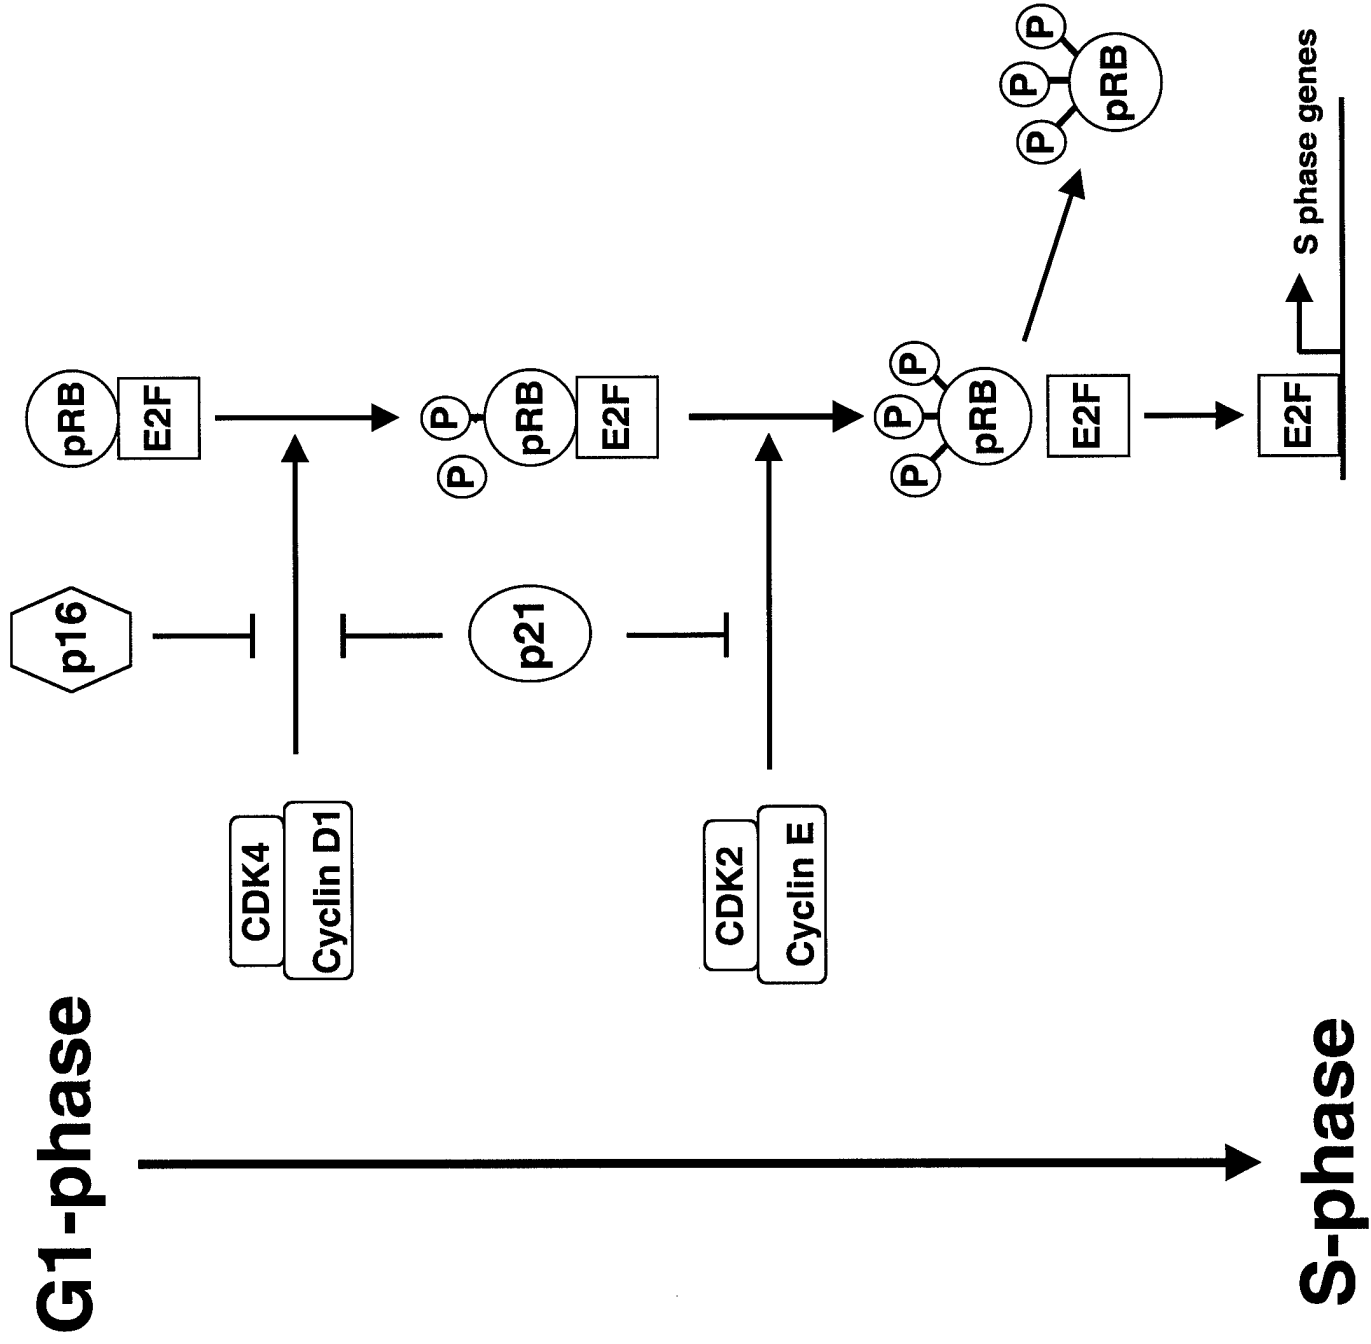 G1-phase
p16
pRB
E2F
CDK4
Cyclin D1
P
P
p21
pRB
E2F
CDK2
Cyclin E
P
P
P
pRB
E2F
P
P
P
pRB
S-phase
E2F
S phase genes